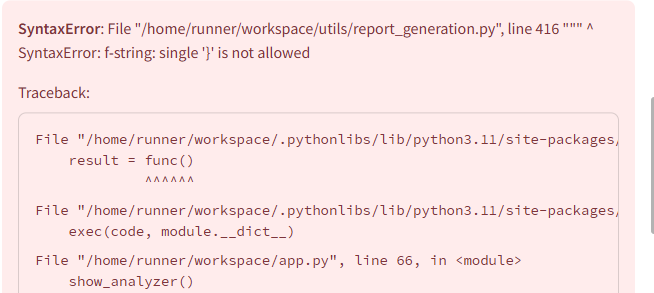 SyntaxError: File "/home/runner/workspace/utils/report_generation.py", line 416 """ ^
SyntaxError: f-string: single '}' is not allowed
Traceback:
File "/home/runner/workspace/.pythonlibs/lib/python3.11/site-packages/
result = func()
^^^^^^
File "/home/runner/workspace/.pythonlibs/lib/python3.11/site-packages/
exec(code, module.__dict__)
File "/home/runner/workspace/app.py", line 66, in <module>
show_analyzer()